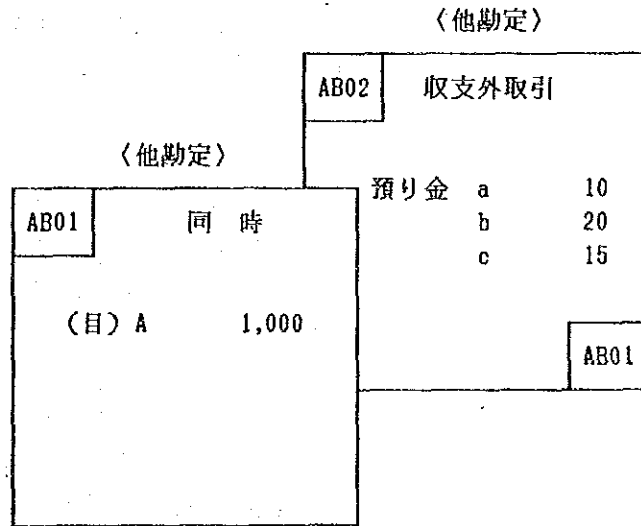 〈他勘定〉
AB02 収支外取引
預り金 a 10
b 20
c 15
AB01
〈他勘定〉
AB01 同 時
(目) A 1,000